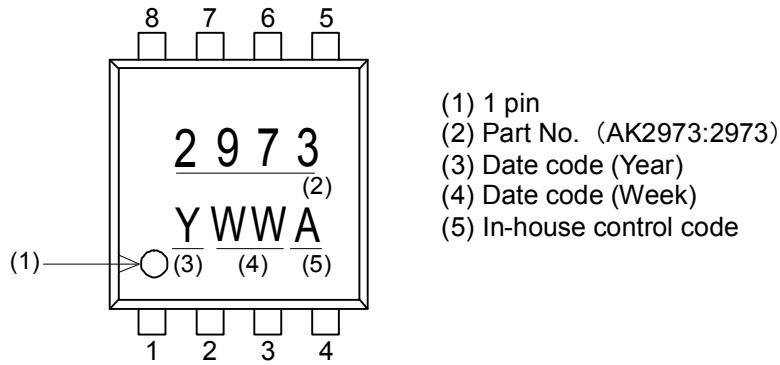 8 7 6 5
2 9 7 3
(2)
Y WW A
(1) (3) (4) (5)
1 2 3 4
(1) 1 pin
(2) Part No. （AK2973:2973）
(3) Date code (Year)
(4) Date code (Week)
(5) In-house control code